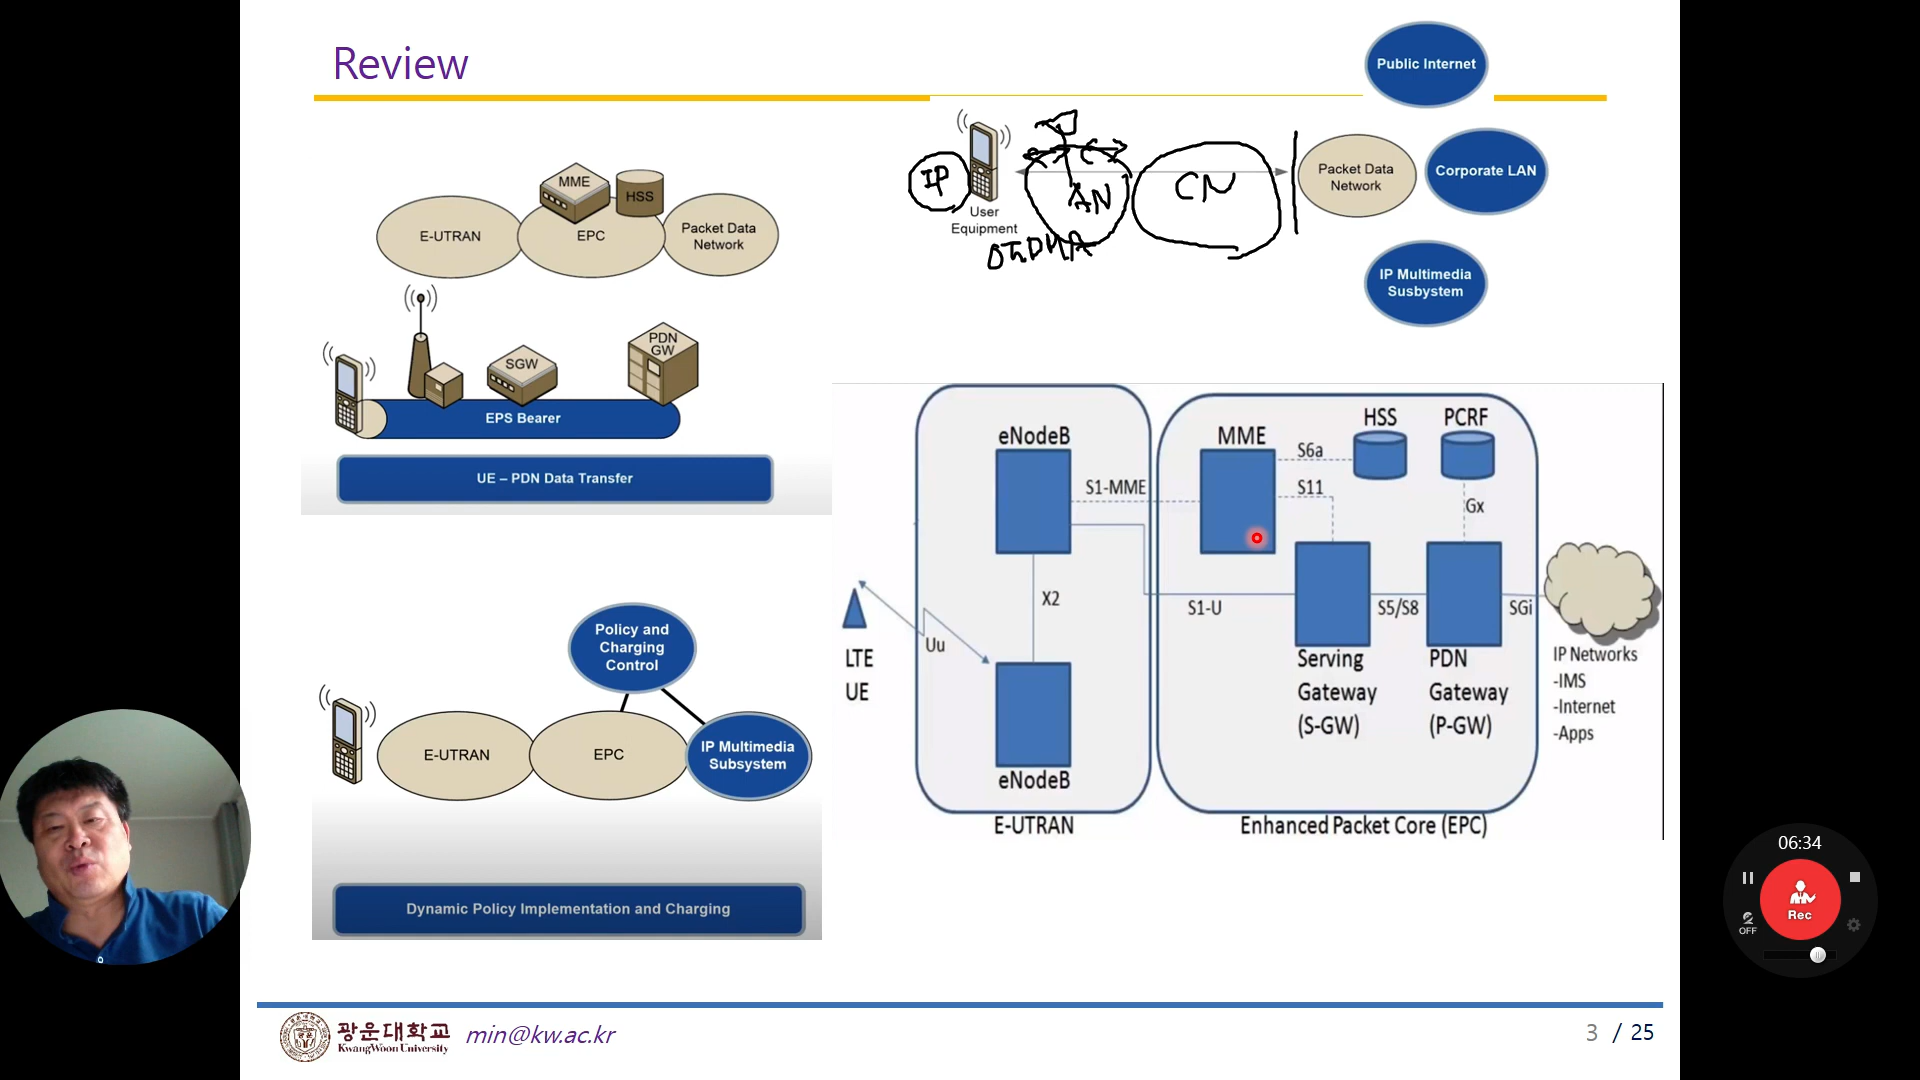 Review
Public Internet
IP
AN
CN
User
Equipment
OFDMA
Packet Data
Network
Corporate LAN
IP Multimedia
Susbystem
MME
HSS
E-UTRAN
EPC
Packet Data
Network
SGW
PDN
GW
EPS Bearer
UE – PDN Data Transfer
eNodeB
MME
HSS
PCRF
S6a
S1-MME
S11
Gx
X2
S1-U
S5/S8
SGi
Uu
LTE
UE
Serving
Gateway
(S-GW)
PDN
Gateway
(P-GW)
IP Networks
-IMS
-Internet
-Apps
eNodeB
E-UTRAN
Enhanced Packet Core (EPC)
Policy and
Charging
Control
E-UTRAN
EPC
IP Multimedia
Subsystem
Dynamic Policy Implementation and Charging
06:34
Rec
OFF
광운대학교
KwangWoon University
min@kw.ac.kr
3 / 25